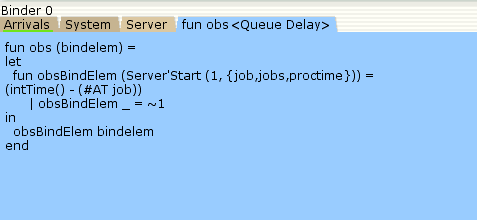 Binder 0
Arrivals System Server fun obs<Queue Delay>
fun obs (bindelem) =
let
  fun obsBindElem (Server'Start (1, {job,jobs,proctime})) =
(intTime() - (#AT job))
      | obsBindElem _ = ~1
in
  obsBindElem bindelem
end